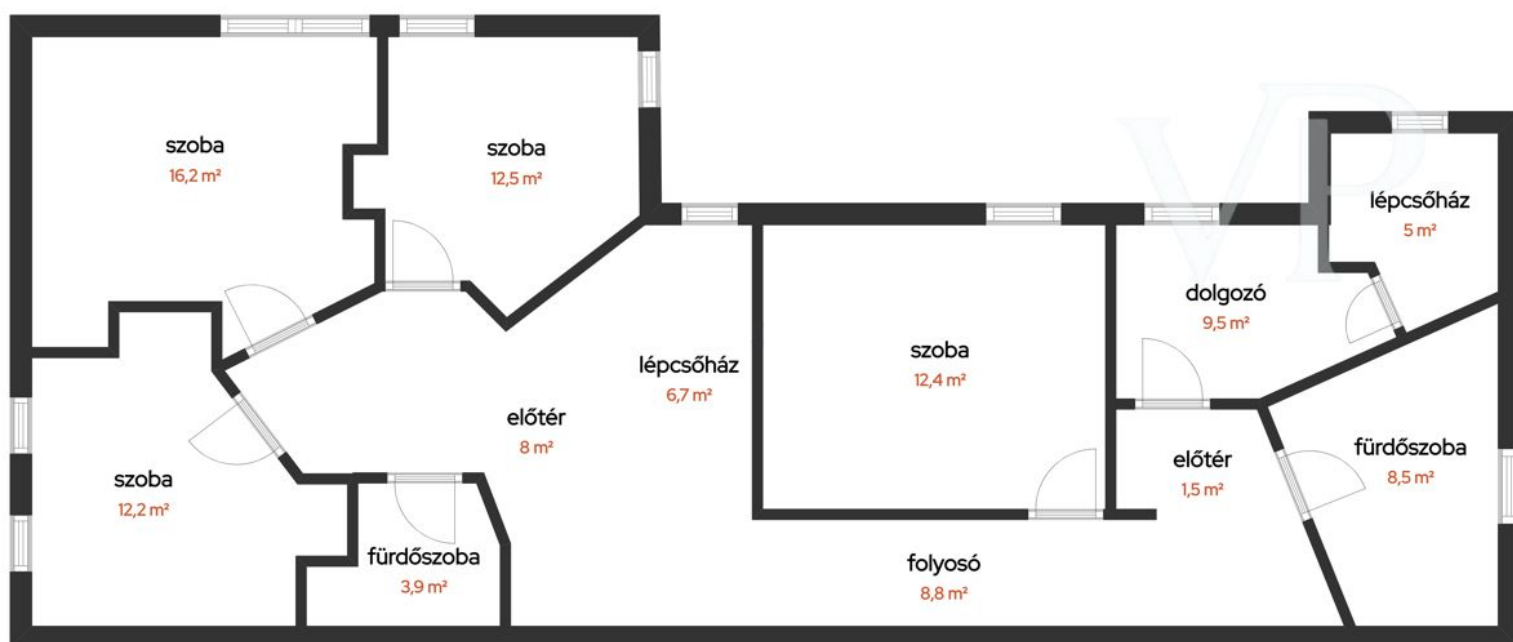 szoba
16,2 m²
szoba
12,5 m²
lépcsőház
5 m²
dolgozó
9,5 m²
szoba
12,4 m²
lépcsőház
6,7 m²
előtér
8 m²
szoba
12,2 m²
előtér
1,5 m²
fürdőszoba
8,5 m²
fürdőszoba
3,9 m²
folyosó
8,8 m²
VP